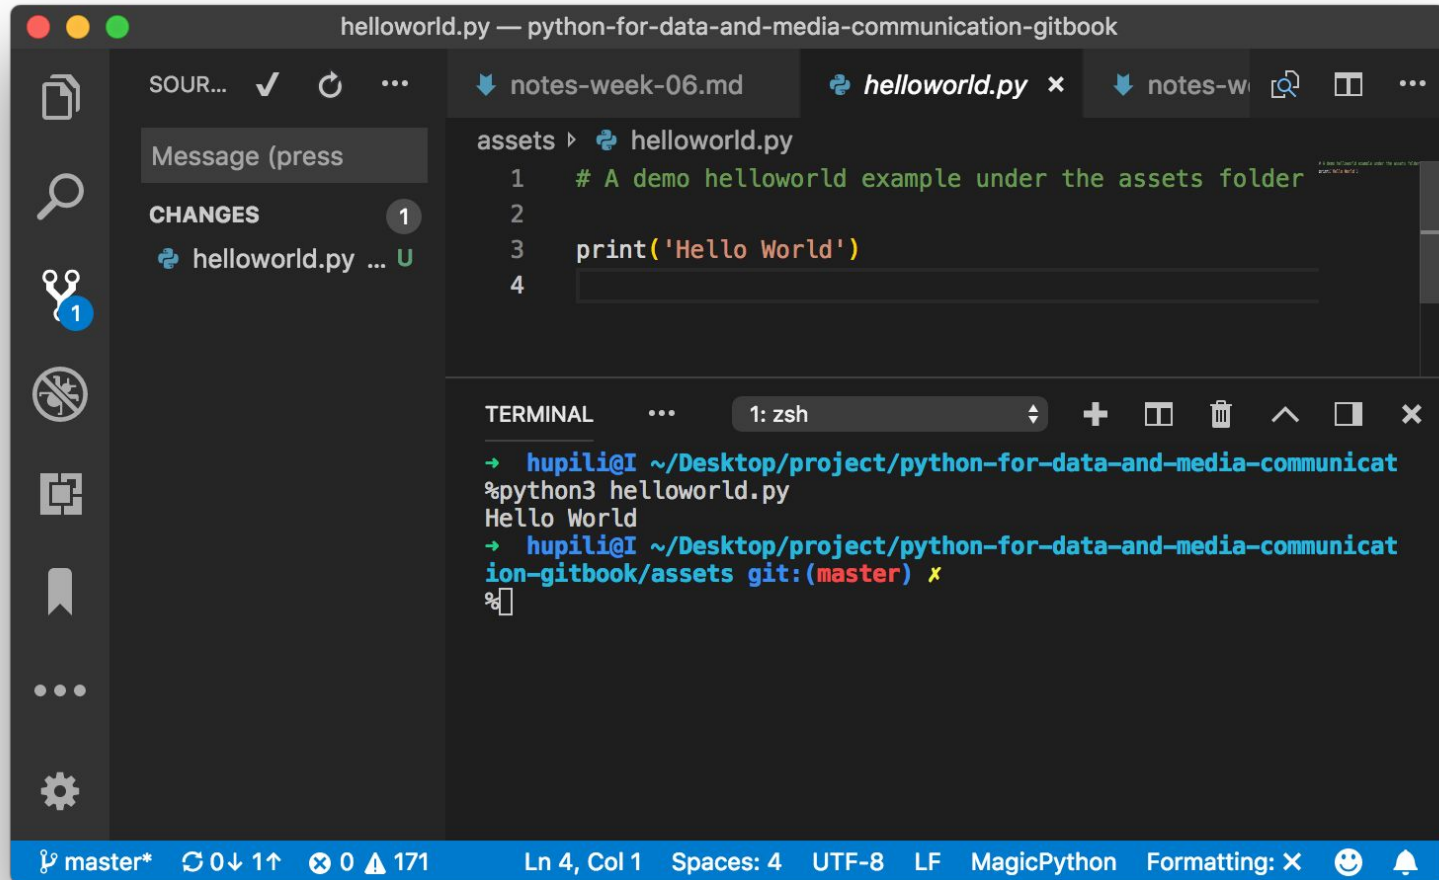 helloworld.py — python-for-data-and-media-communication-gitbook
SOUR...
notes-week-06.md
helloworld.py
notes-w
Message (press
assets helloworld.py
CHANGES 1
helloworld.py ... U
1
1 # A demo helloworld example under the assets folder
2
3 print('Hello World')
4
TERMINAL 1: zsh
→ hupili@I ~/Desktop/project/python-for-data-and-media-communicat
%python3 helloworld.py
Hello World
→ hupili@I ~/Desktop/project/python-for-data-and-media-communicat
ion-gitbook/assets git:(master) ✗
%
master* 0↓ 1↑ 0 171 Ln 4, Col 1 Spaces: 4 UTF-8 LF MagicPython Formatting: ✕